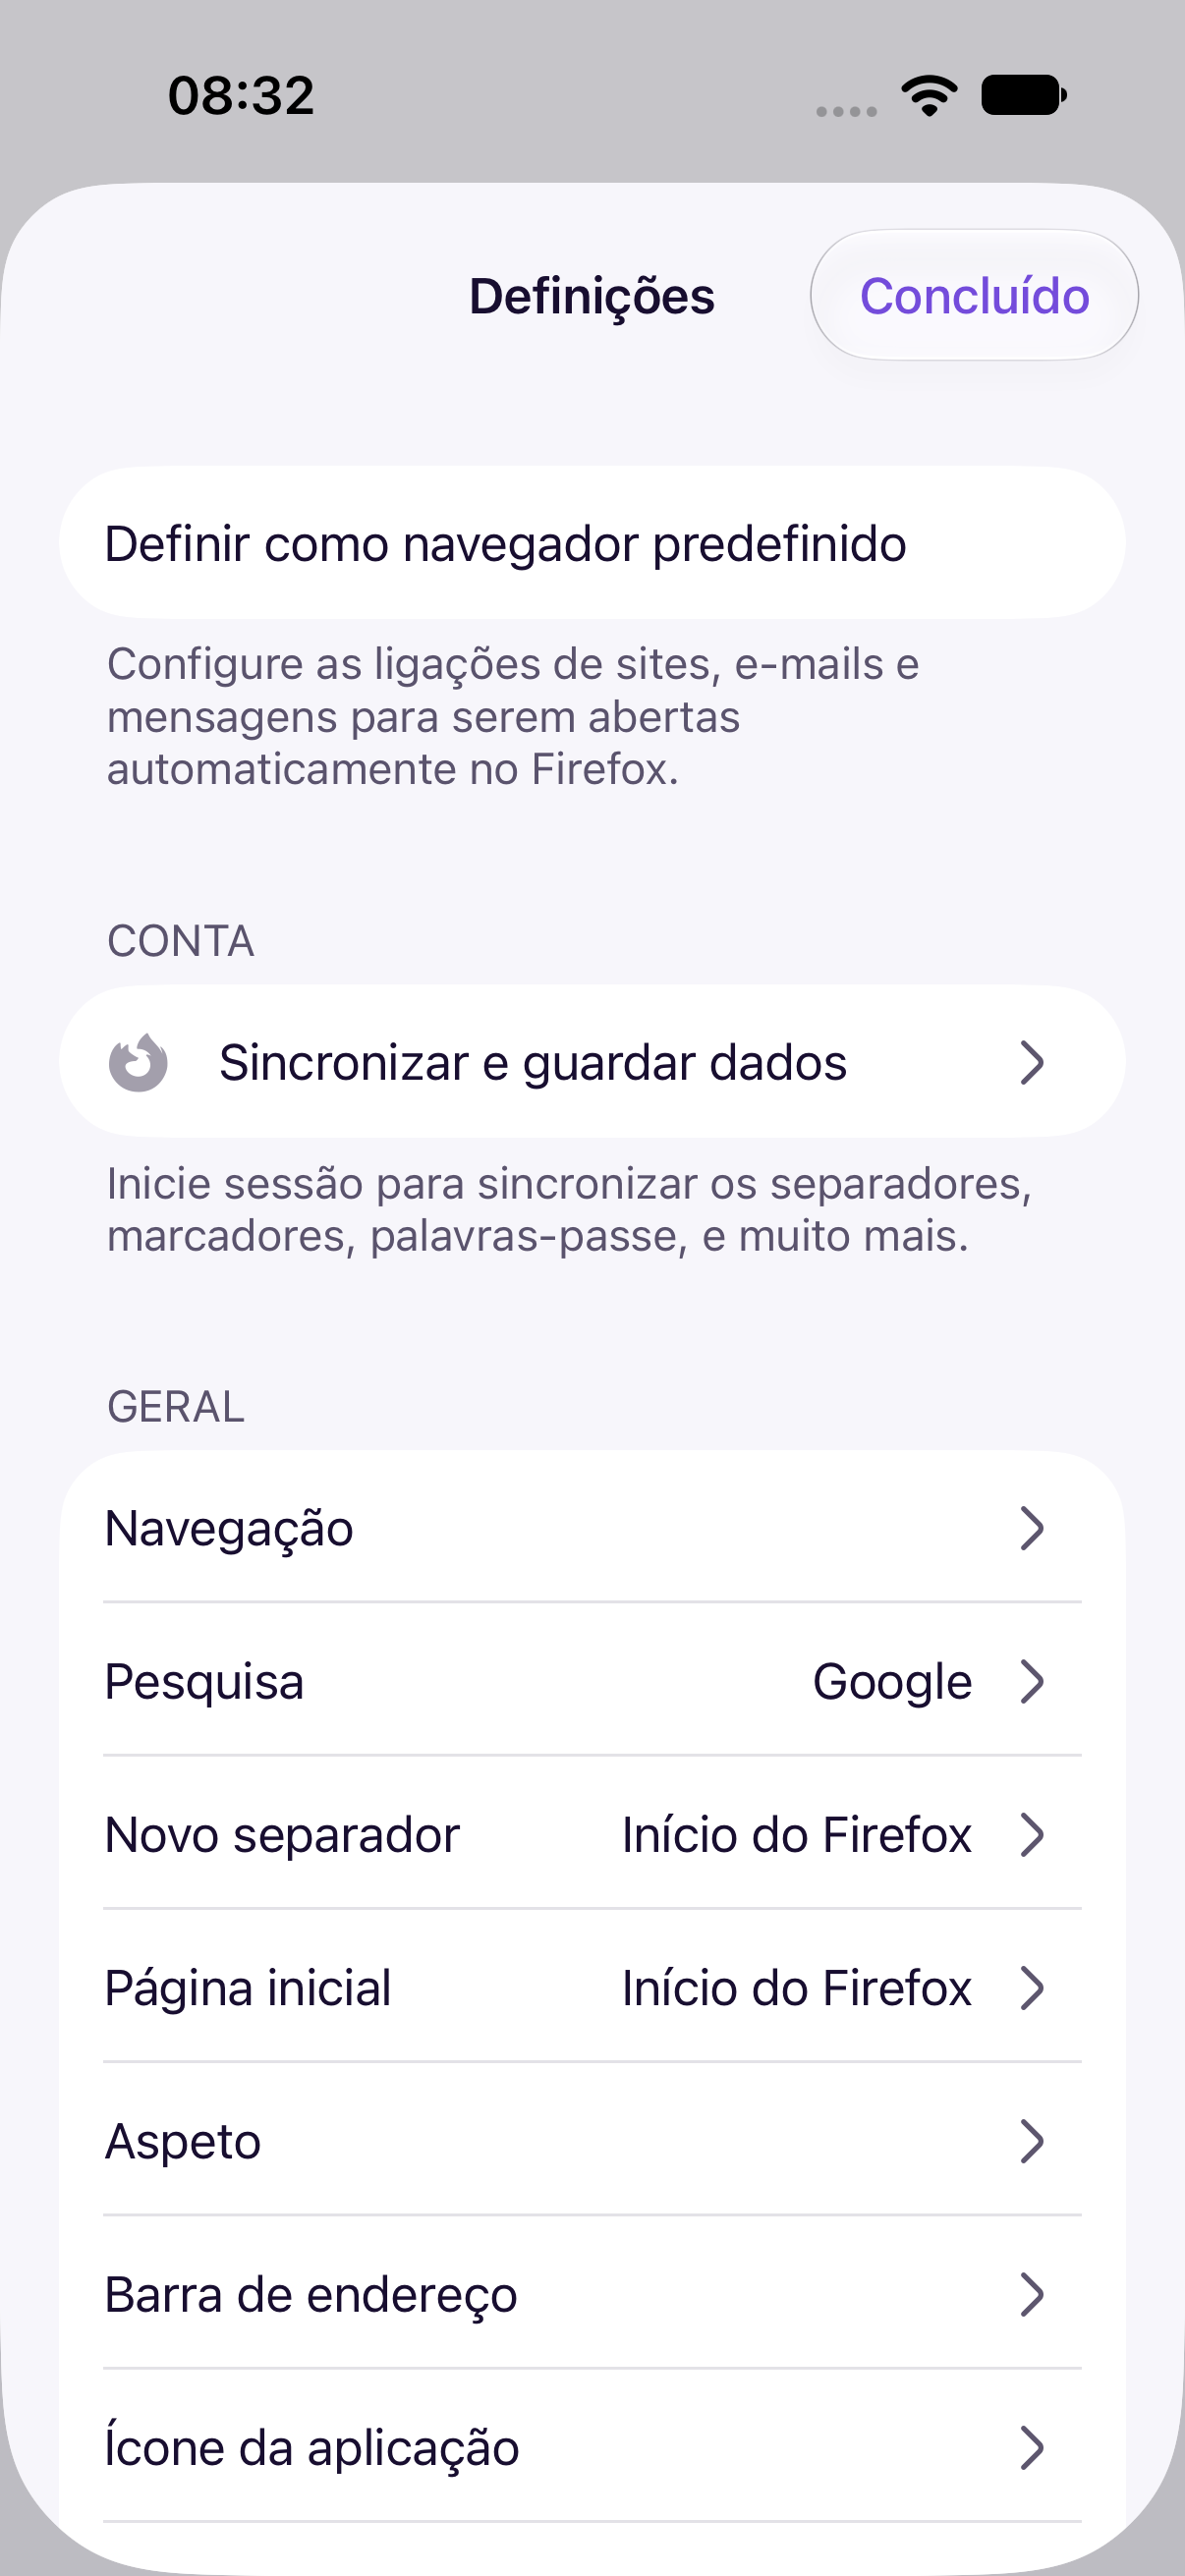 08:32
Definições
Concluído
Definir como navegador predefinido
Configure as ligações de sites, e-mails e
mensagens para serem abertas
automaticamente no Firefox.
CONTA
Sincronizar e guardar dados
Inicie sessão para sincronizar os separadores,
marcadores, palavras-passe, e muito mais.
GERAL
Navegação
Pesquisa Google
Novo separador Início do Firefox
Página inicial Início do Firefox
Aspeto
Barra de endereço
Ícone da aplicação